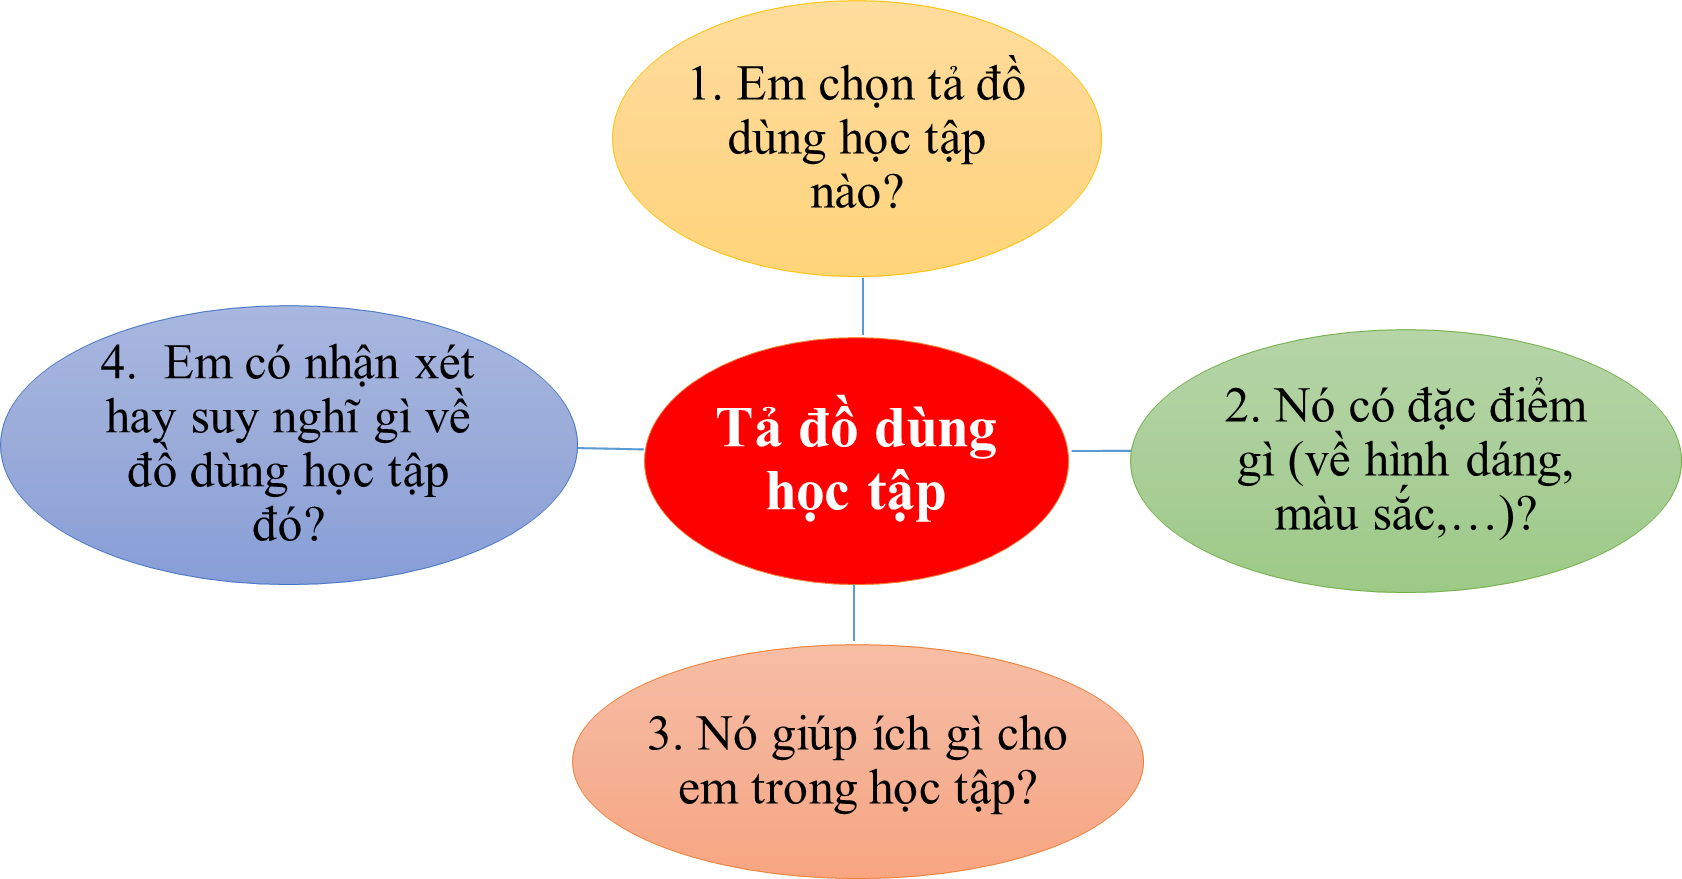 1. Em chọn tả đồ
dùng học tập
nào?
4. Em có nhận xét
hay suy nghĩ gì về
đồ dùng học tập
đó?
Tả đồ dùng
học tập
2. Nó có đặc điểm
gì (về hình dáng,
màu sắc,…)?
3. Nó giúp ích gì cho
em trong học tập?